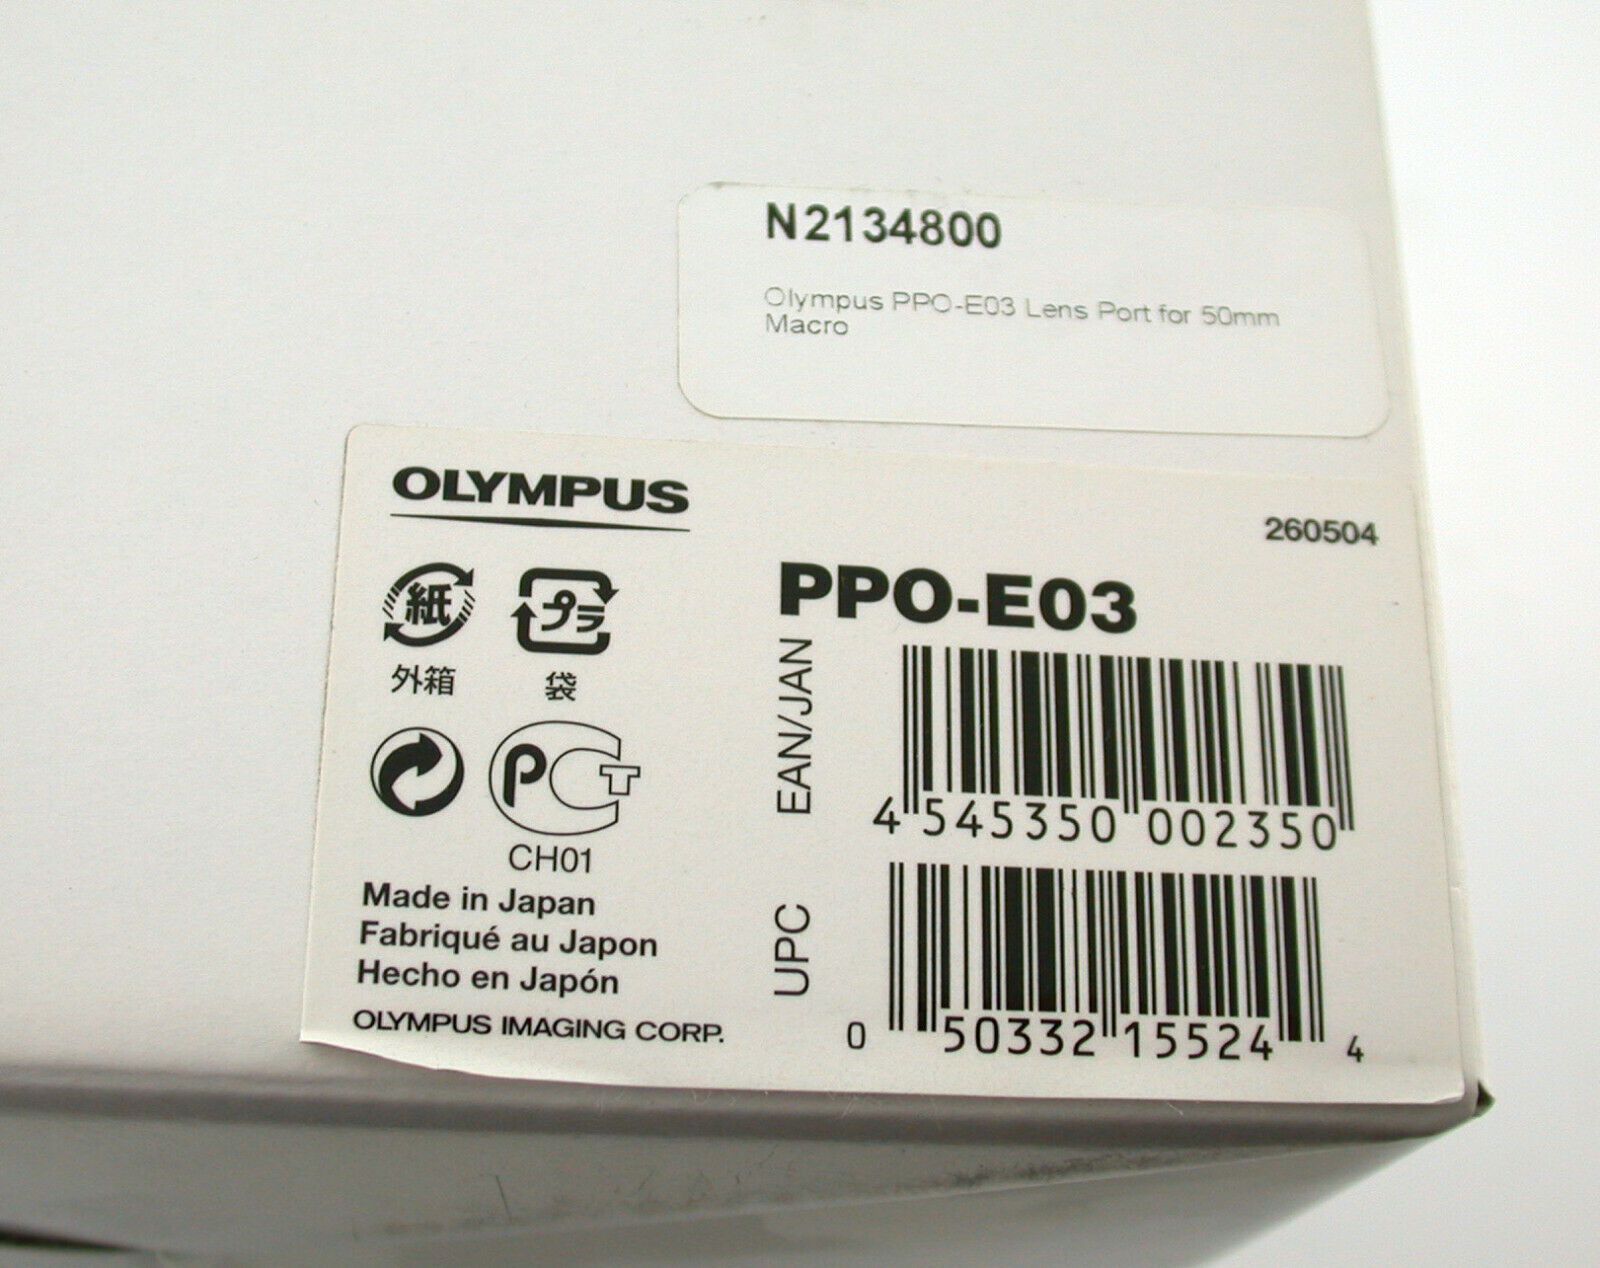 N2134800
Olympus PPO-E03 Lens Port for 50mm
Macro
OLYMPUS
260504
紙
プラ
外箱
袋
PCT
CH01
Made in Japan
Fabriqué au Japon
Hecho en Japón
OLYMPUS IMAGING CORP.
PPO-E03
EAN/JAN
4 545350 002350
UPC
0 50332 15524 4